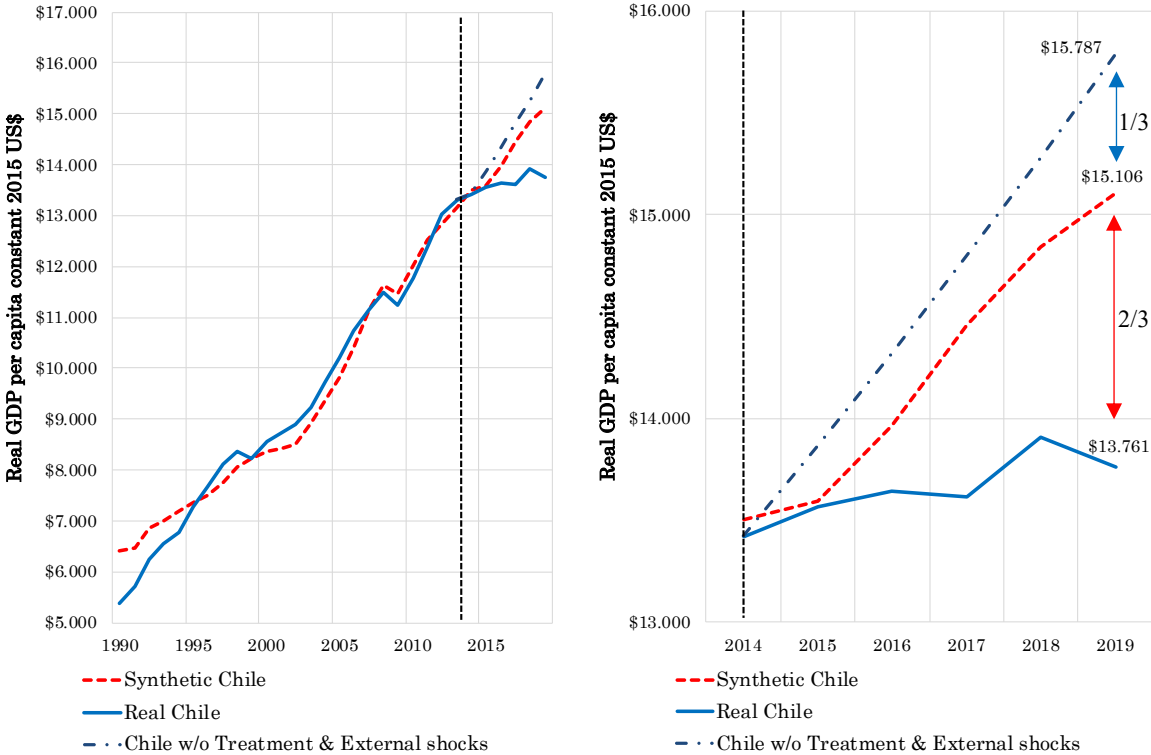 Real GDP per capita constant 2015 US$
$17.000
$16.000
$15.000
$14.000
$13.000
$12.000
$11.000
$10.000
$9.000
$8.000
$7.000
$6.000
$5.000
1990 1995 2000 2005 2010 2015
Synthetic Chile
Real Chile
Chile w/o Treatment & External shocks
Real GDP per capita constant 2015 US$
$16.000
$15.000
$14.000
$13.000
$15.787
1/3
$15.106
2/3
$13.761
2014 2015 2016 2017 2018 2019
Synthetic Chile
Real Chile
Chile w/o Treatment & External shocks